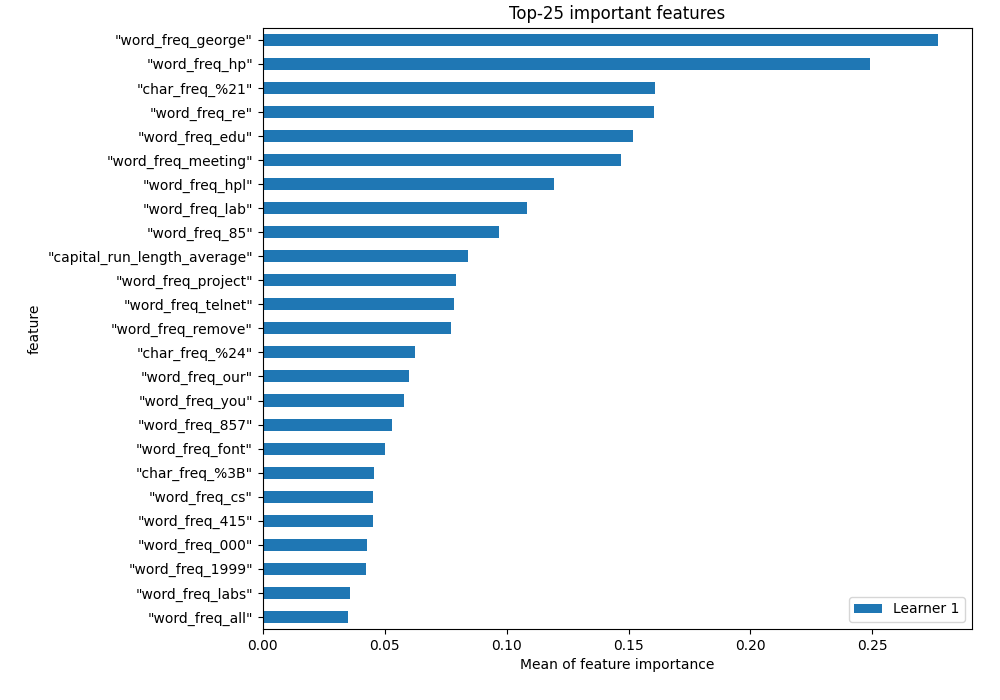 Top-25 important features
"word_freq_george"
"word_freq_hp"
"char_freq_%21"
"word_freq_re"
"word_freq_edu"
"word_freq_meeting"
"word_freq_hpl"
"word_freq_lab"
"word_freq_85"
"capital_run_length_average"
"word_freq_project"
"word_freq_telnet"
"word_freq_remove"
"char_freq_%24"
"word_freq_our"
"word_freq_you"
"word_freq_857"
"word_freq_font"
"char_freq_%3B"
"word_freq_cs"
"word_freq_415"
"word_freq_000"
"word_freq_1999"
"word_freq_labs"
"word_freq_all"
feature
Learner 1
0.00 0.05 0.10 0.15 0.20 0.25
Mean of feature importance